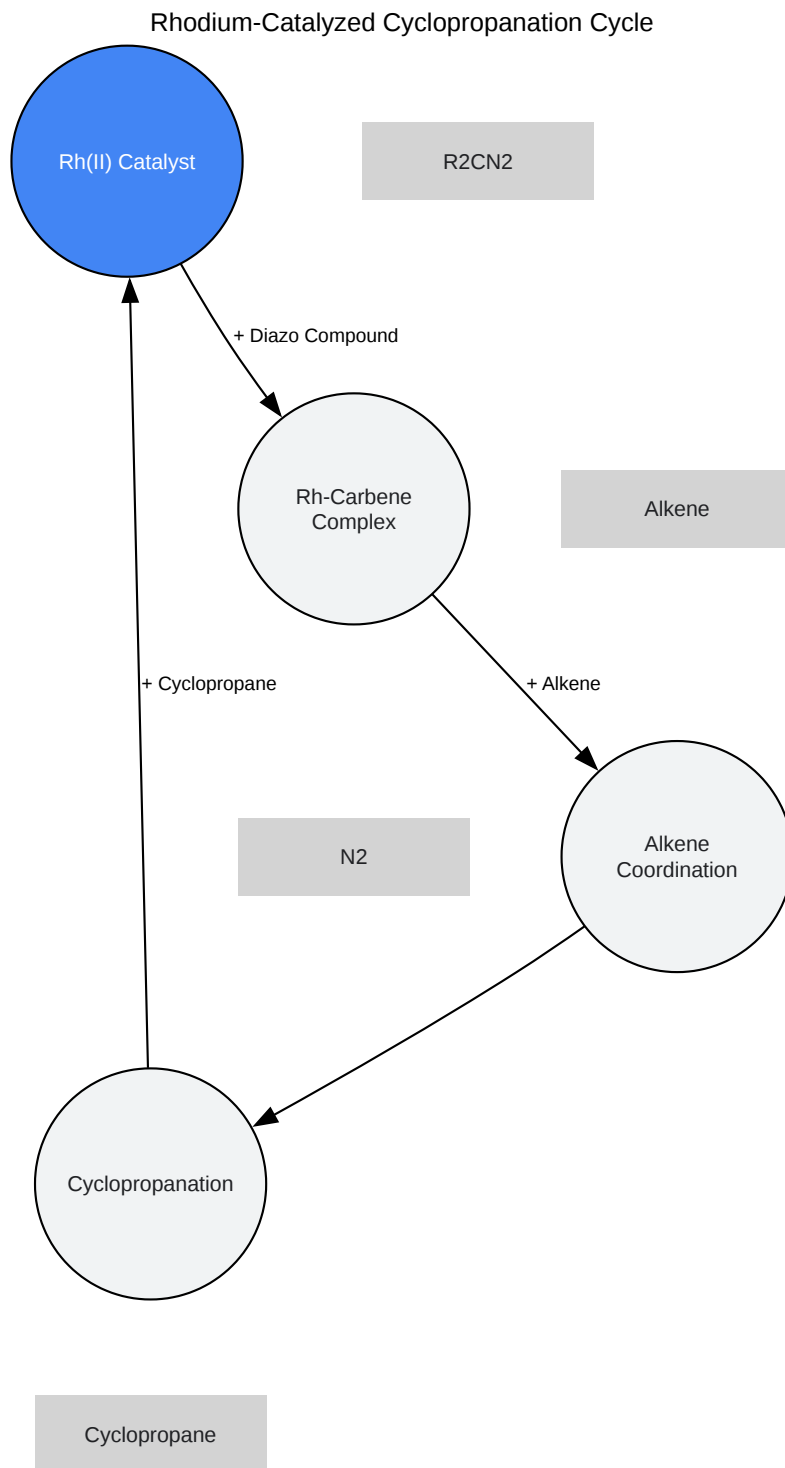 Rhodium-Catalyzed Cyclopropanation Cycle
Rh(II) Catalyst
R2CN2
+ Diazo Compound
Rh-Carbene
Complex
Alkene
+ Cyclopropane
+ Alkene
N2
Alkene
Coordination
Cyclopropanation
Cyclopropane